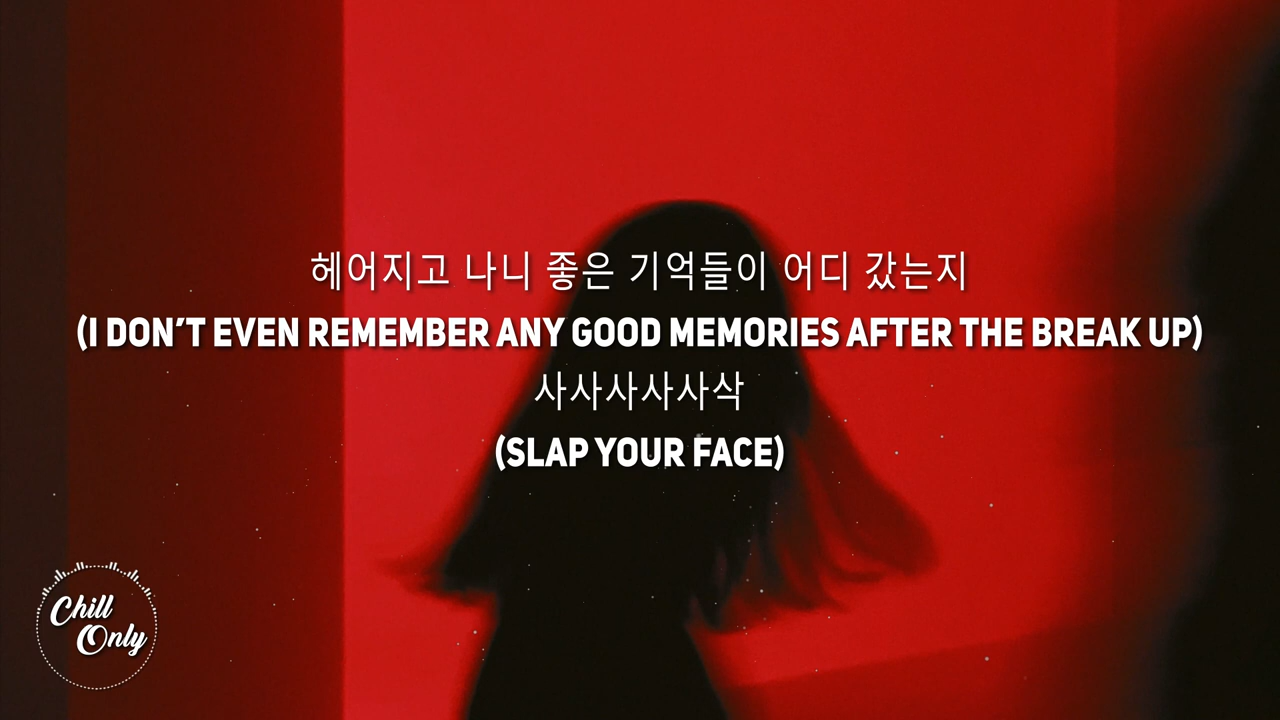 헤어지고 나니 좋은 기억들이 어디 갔는지
(I DON'T EVEN REMEMBER ANY GOOD MEMORIES AFTER THE BREAK UP)
사사사사사삭
(SLAP YOUR FACE)
Chill
Only